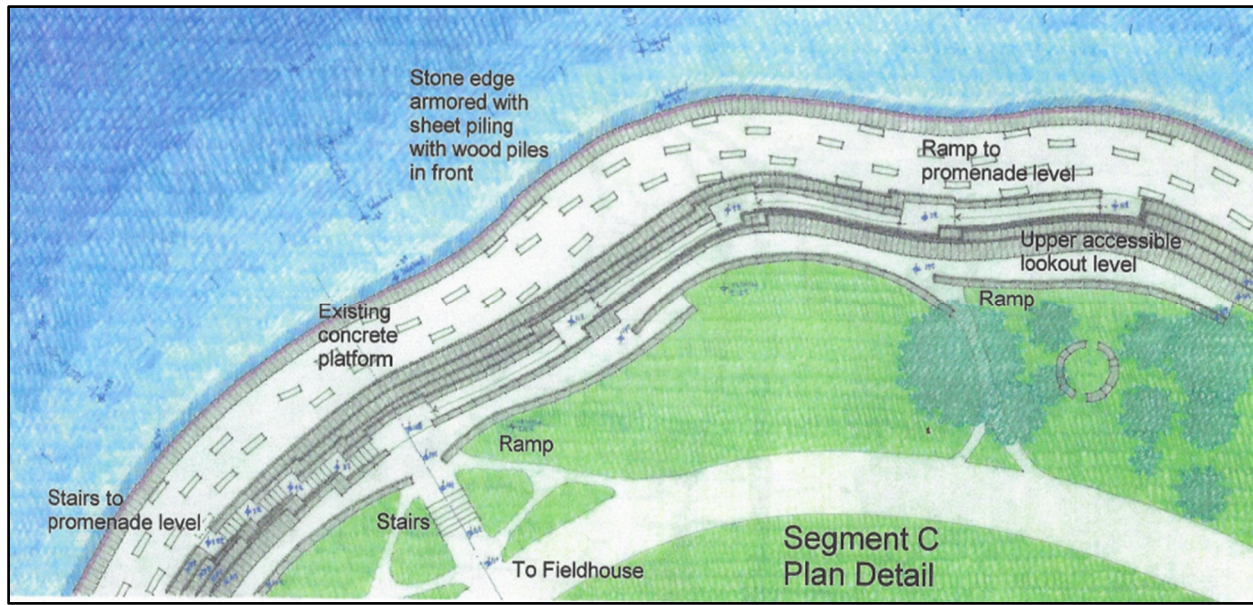 Stone edge
armored with
sheet piling
with wood piles
in front
Ramp to
promenade level
Upper accessible
lookout level
Ramp
Existing
concrete
platform
Ramp
Stairs to
promenade level
Stairs
To Fieldhouse
Segment C
Plan Detail